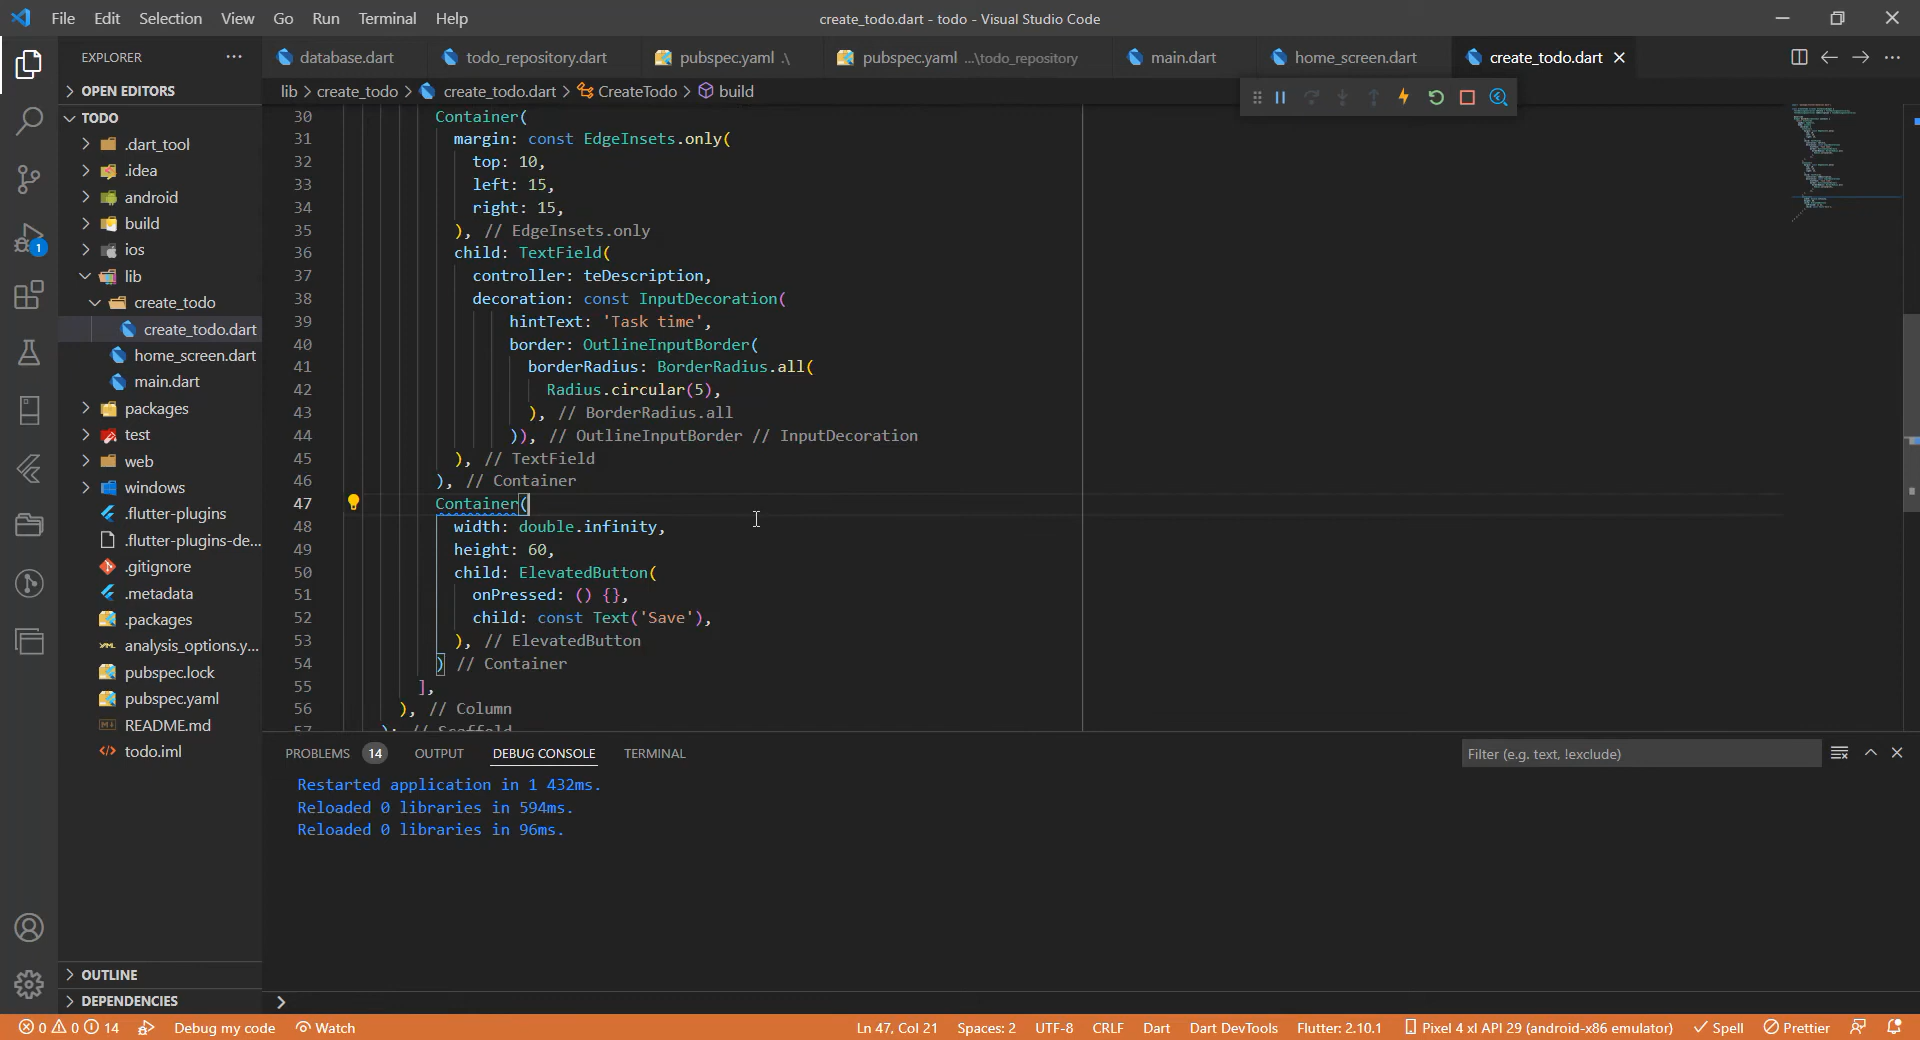 File Edit Selection View Go Run Terminal Help
create_todo.dart - todo - Visual Studio Code
EXPLORER
OPEN EDITORS
TODO
.dart_tool
.idea
android
build
ios
lib
create_todo
create_todo.dart
home_screen.dart
main.dart
packages
test
web
windows
.flutter-plugins
.flutter-plugins-de...
.gitignore
.metadata
.packages
analysis_options.y...
pubspec.lock
pubspec.yaml
README.md
todo.iml
OUTLINE
DEPENDENCIES
1
database.dart todo_repository.dart pubspec.yaml .\ pubspec.yaml ...\todo_repository main.dart home_screen.dart create_todo.dart
lib > create_todo > create_todo.dart > CreateTodo > build
30 Container(
31 margin: const EdgeInsets.only(
32 top: 10,
33 left: 15,
34 right: 15,
35 ), // EdgeInsets.only
36 child: TextField(
37 controller: teDescription,
38 decoration: const InputDecoration(
39 hintText: 'Task time',
40 border: OutlineInputBorder(
41 borderRadius: BorderRadius.all(
42 Radius.circular(5),
43 ), // BorderRadius.all
44 )), // OutlineInputBorder // InputDecoration
45 ), // TextField
46 ), // Container
47 Container(
48 width: double.infinity,
49 height: 60,
50 child: ElevatedButton(
51 onPressed: () {},
52 child: const Text('Save'),
53 ), // ElevatedButton
54 ) // Container
55 ],
56 ), // Column
57 ); // Scaffold
PROBLEMS 14 OUTPUT DEBUG CONSOLE TERMINAL
Filter (e.g. text, !exclude)
Restarted application in 1 432ms.
Reloaded 0 libraries in 594ms.
Reloaded 0 libraries in 96ms.
0 0 14 Debug my code Watch Ln 47, Col 21 Spaces: 2 UTF-8 CRLF Dart Dart DevTools Flutter: 2.10.1 Pixel 4 xl API 29 (android-x86 emulator) Spell Prettier